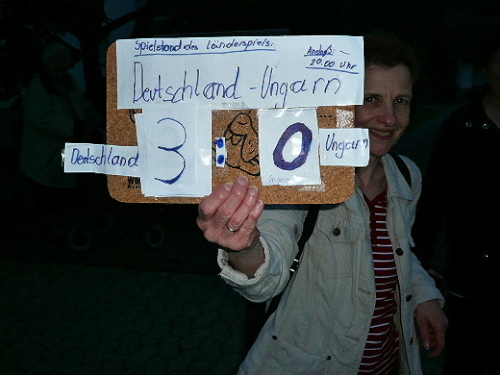 Spielstand des Länderspiels:
Anstoß: -
20.00 Uhr
Deutschland - Ungarn
Deutschland 3 : 0 Ungarn